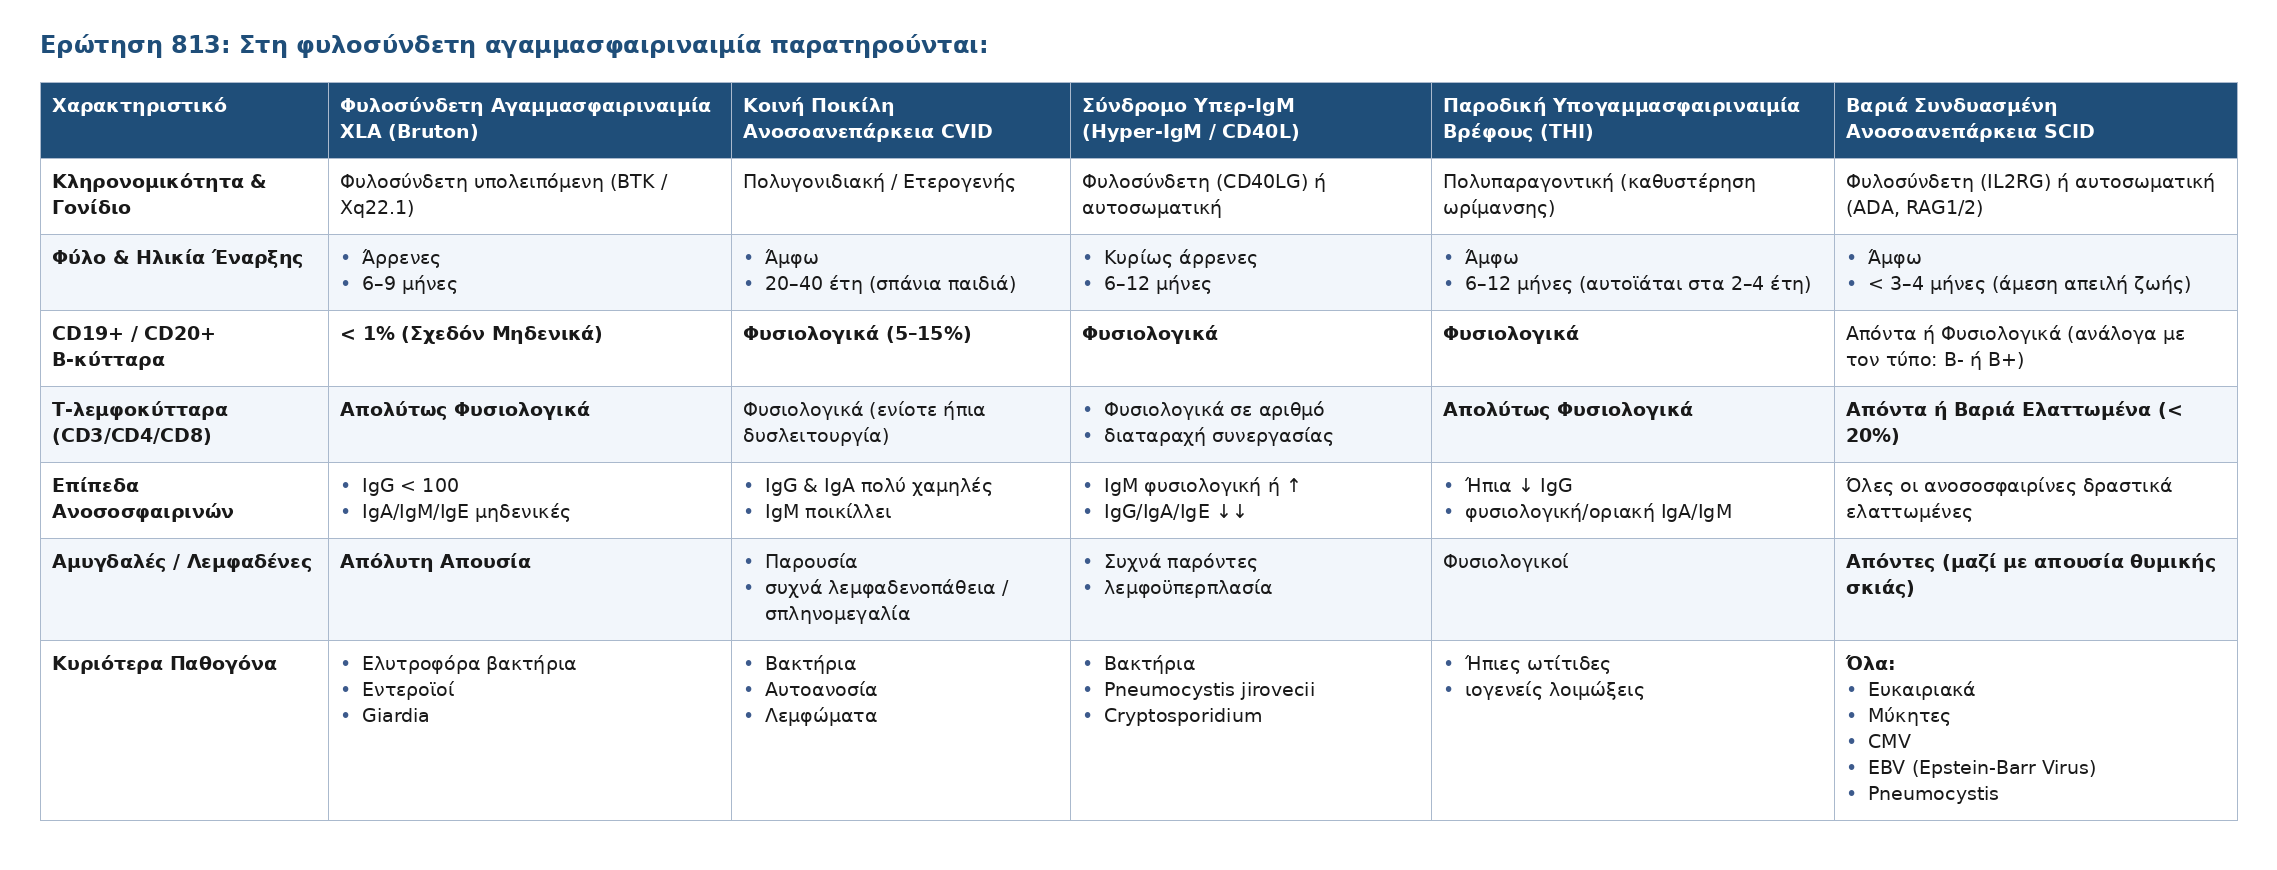 Ερώτηση 813: Στη φυλοσύνδετη αγαμμασφαιριναιμία παρατηρούνται:
Χαρακτηριστικό
Φυλοσύνδετη Αγαμμασφαιριναιμία
XLA (Bruton)
Κοινή Ποικίλη
Ανοσοανεπάρκεια CVID
Σύνδρομο Υπερ-IgM
(Hyper-IgM / CD40L)
Παροδική Υπογαμμασφαιριναιμία
Βρέφους (THI)
Βαριά Συνδυασμένη
Ανοσοανεπάρκεια SCID
Κληρονομικότητα &
Γονίδιο
Φυλοσύνδετη υπολειπόμενη (BTK /
Xq22.1)
Πολυγονιδιακή / Ετερογενής
Φυλοσύνδετη (CD40LG) ή
αυτοσωματική
Πολυπαραγοντική (καθυστέρηση
ωρίμανσης)
Φυλοσύνδετη (IL2RG) ή αυτοσωματική
(ADA, RAG1/2)
Φύλο & Ηλικία Έναρξης
• Άρρενες
• 6–9 μήνες
• Άμφω
• 20–40 έτη (σπάνια παιδιά)
• Κυρίως άρρενες
• 6–12 μήνες
• Άμφω
• 6–12 μήνες (αυτοϊάται στα 2–4 έτη)
• Άμφω
• < 3–4 μήνες (άμεση απειλή ζωής)
CD19+ / CD20+
Β-κύτταρα
< 1% (Σχεδόν Μηδενικά)
Φυσιολογικά (5–15%)
Φυσιολογικά
Φυσιολογικά
Απόντα ή Φυσιολογικά (ανάλογα με
τον τύπο: B- ή B+)
Τ-λεμφοκύτταρα
(CD3/CD4/CD8)
Απολύτως Φυσιολογικά
Φυσιολογικά (ενίοτε ήπια
δυσλειτουργία)
• Φυσιολογικά σε αριθμό
• διαταραχή συνεργασίας
Απολύτως Φυσιολογικά
Απόντα ή Βαριά Ελαττωμένα (<
20%)
Επίπεδα
Ανοσοσφαιρινών
• IgG < 100
• IgA/IgM/IgE μηδενικές
• IgG & IgA πολύ χαμηλές
• IgM ποικίλλει
• IgM φυσιολογική ή ↑
• IgG/IgA/IgE ↓↓
• Ήπια ↓ IgG
• φυσιολογική/οριακή IgA/IgM
Όλες οι ανοσοσφαιρίνες δραστικά
ελαττωμένες
Αμυγδαλές / Λεμφαδένες
Απόλυτη Απουσία
• Παρουσία
• συχνά λεμφαδενοπάθεια /
σπληνομεγαλία
• Συχνά παρόντες
• λεμφοϋπερπλασία
Φυσιολογικοί
Απόντες (μαζί με απουσία θυμικής
σκιάς)
Κυριότερα Παθογόνα
• Ελυτροφόρα βακτήρια
• Εντεροϊοί
• Giardia
• Βακτήρια
• Αυτοανοσία
• Λεμφώματα
• Βακτήρια
• Pneumocystis jirovecii
• Cryptosporidium
• Ήπιες ωτίτιδες
• ιογενείς λοιμώξεις
Όλα:
• Ευκαιριακά
• Μύκητες
• CMV
• EBV (Epstein-Barr Virus)
• Pneumocystis